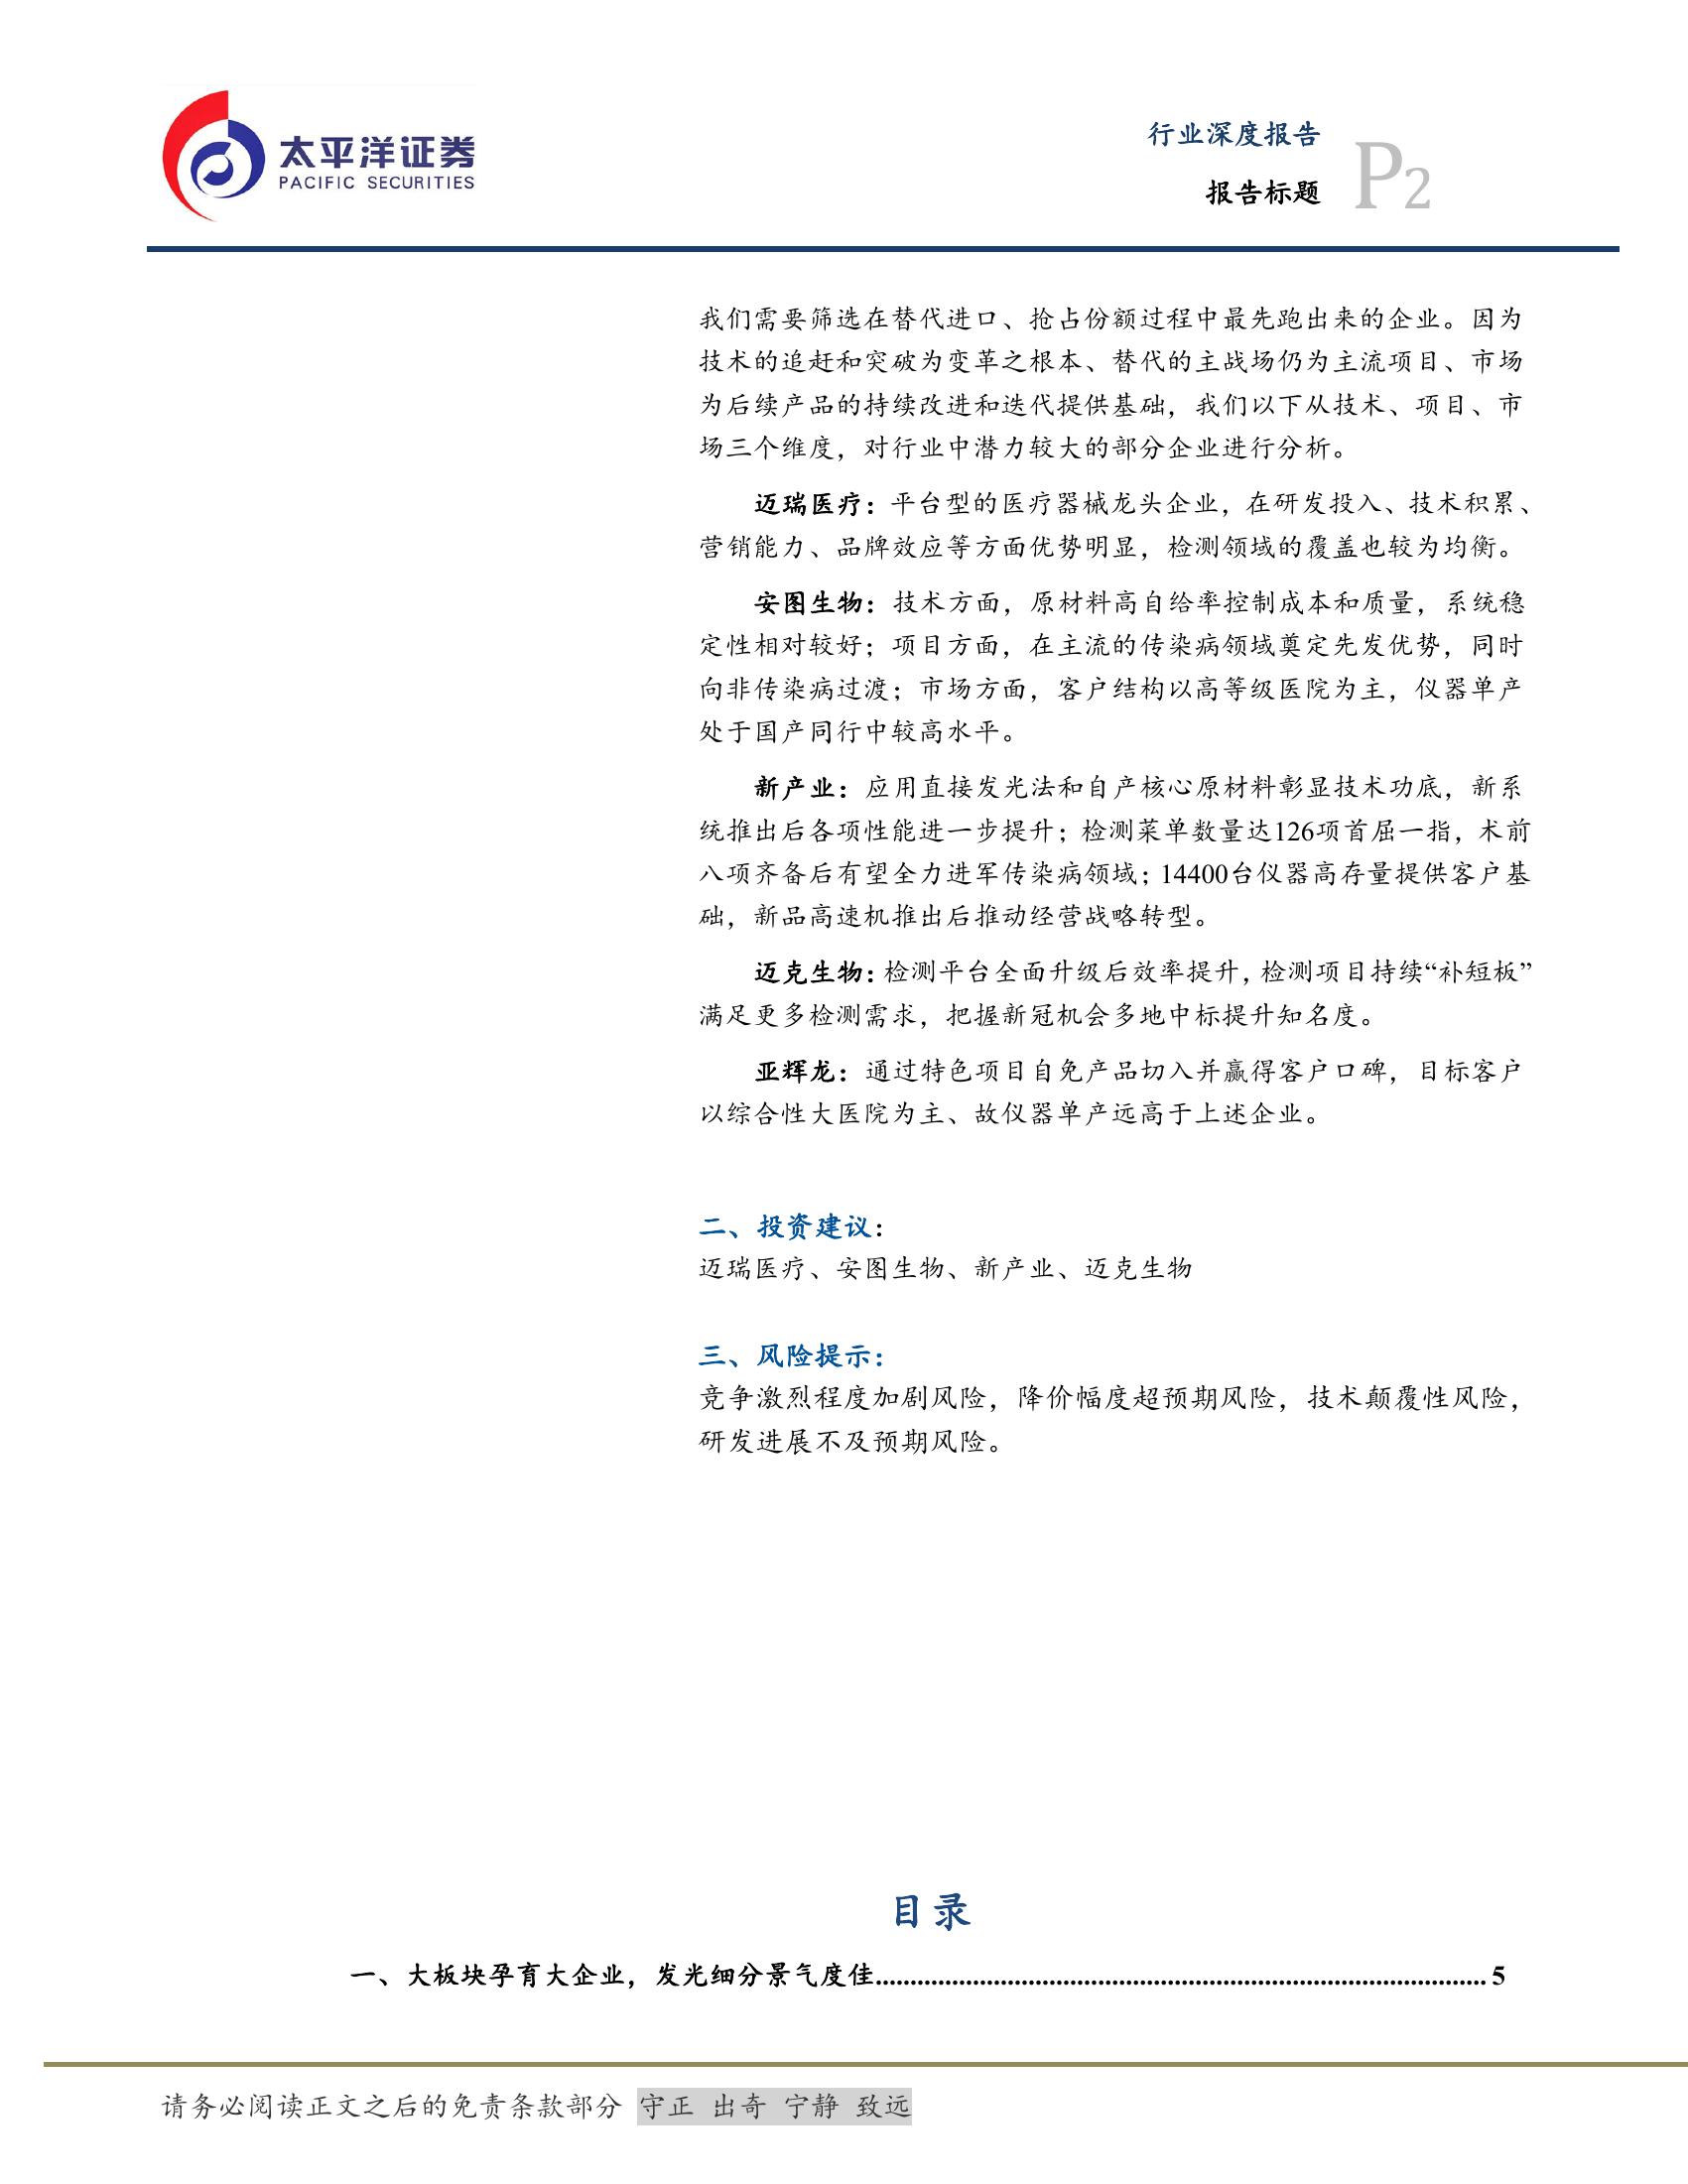 太平洋证券
PACIFIC SECURITIES
行业深度报告
报告标题
P2
我们需要筛选在替代进口、抢占份额过程中最先跑出来的企业。因为
技术的追赶和突破为变革之根本、替代的主战场仍为主流项目、市场
为后续产品的持续改进和迭代提供基础，我们以下从技术、项目、市
场三个维度，对行业中潜力较大的部分企业进行分析。
迈瑞医疗：平台型的医疗器械龙头企业，在研发投入、技术积累、
营销能力、品牌效应等方面优势明显，检测领域的覆盖也较为均衡。
安图生物：技术方面，原材料高自给率控制成本和质量，系统稳
定性相对较好；项目方面，在主流的传染病领域奠定先发优势，同时
向非传染病过渡；市场方面，客户结构以高等级医院为主，仪器单产
处于国产同行中较高水平。
新产业：应用直接发光法和自产核心原材料彰显技术功底，新系
统推出后各项性能进一步提升；检测菜单数量达126项首屈一指，术前
八项齐备后有望全力进军传染病领域；14400台仪器高存量提供客户基
础，新品高速机推出后推动经营战略转型。
迈克生物：检测平台全面升级后效率提升，检测项目持续“补短板”
满足更多检测需求，把握新冠机会多地中标提升知名度。
亚辉龙：通过特色项目自免产品切入并赢得客户口碑，目标客户
以综合性大医院为主、故仪器单产远高于上述企业。
二、投资建议：
迈瑞医疗、安图生物、新产业、迈克生物
三、风险提示：
竞争激烈程度加剧风险，降价幅度超预期风险，技术颠覆性风险，
研发进展不及预期风险。
目录
一、大板块孕育大企业，发光细分景气度佳........................................................................................ 5
请务必阅读正文之后的免责条款部分 守正 出奇 宁静 致远